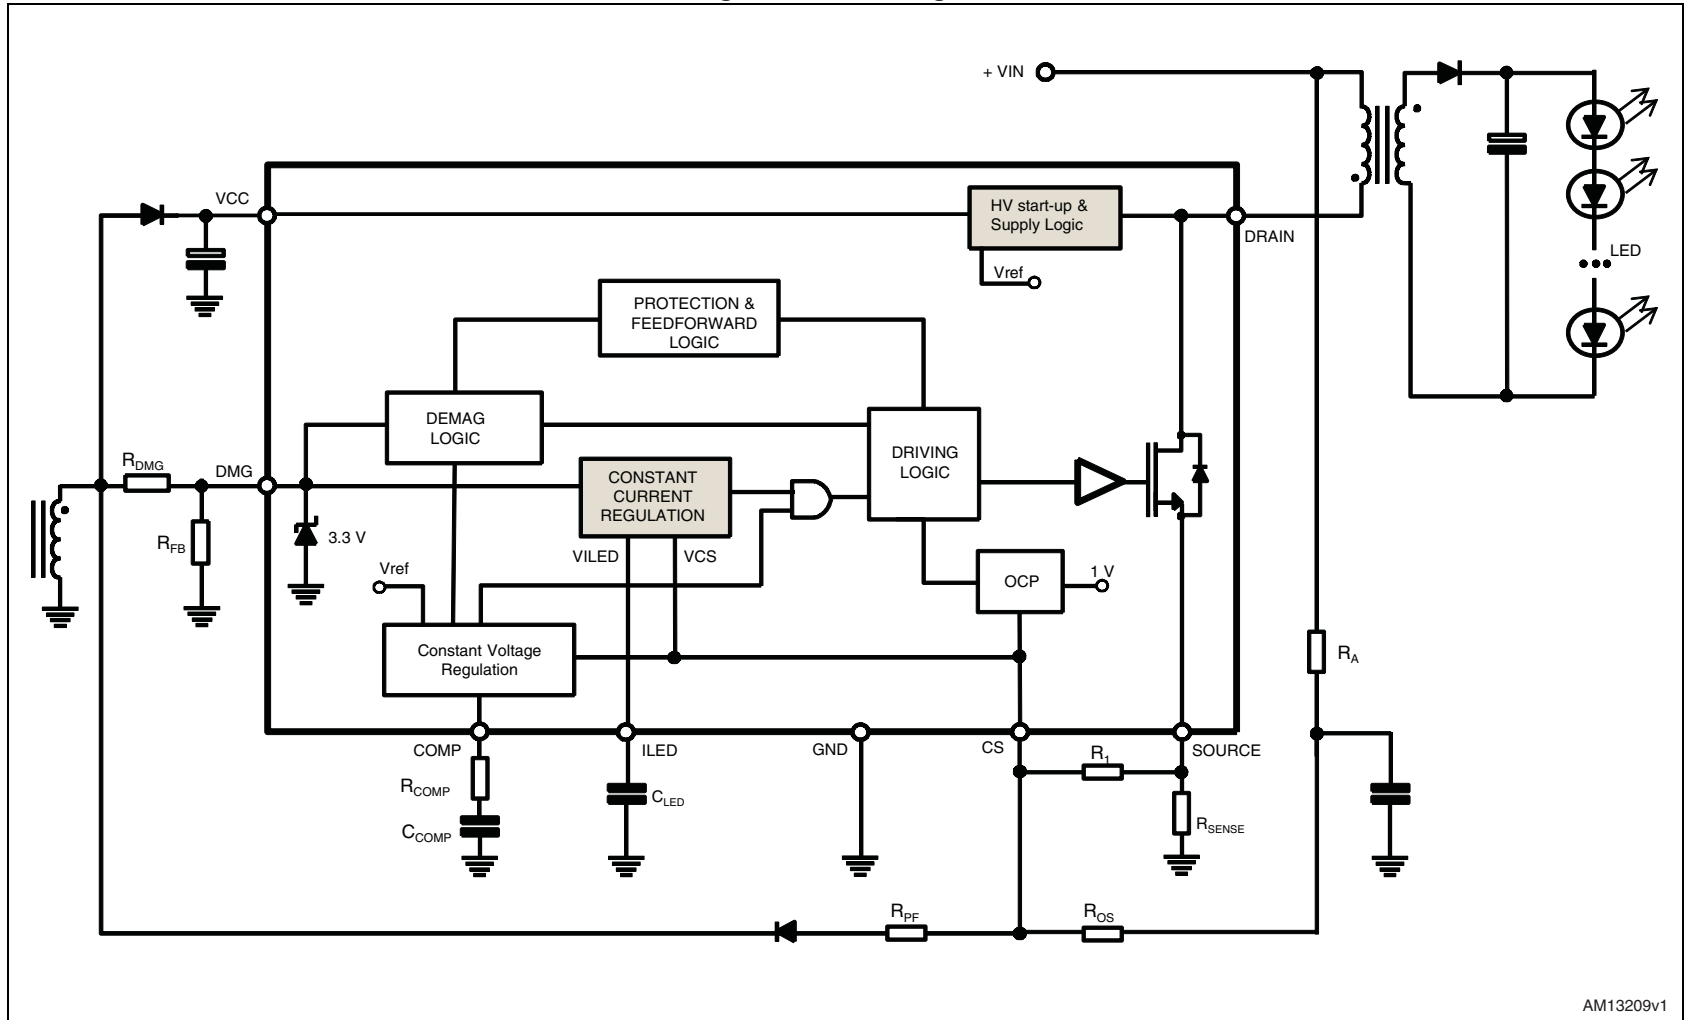 + VIN
VCC
HV start-up &
Supply Logic
DRAIN
LED
Vref
PROTECTION &
FEEDFORWARD
LOGIC
DEMAG
LOGIC
DRIVING
LOGIC
RDMG
DMG
CONSTANT
CURRENT
REGULATION
RFB
3.3 V
VILED
VCS
Vref
OCP
1 V
Constant Voltage
Regulation
RA
COMP
ILED
GND
CS
R1
SOURCE
RCOMP
CLED
RSENSE
CCOMP
RPF
ROS
AM13209v1